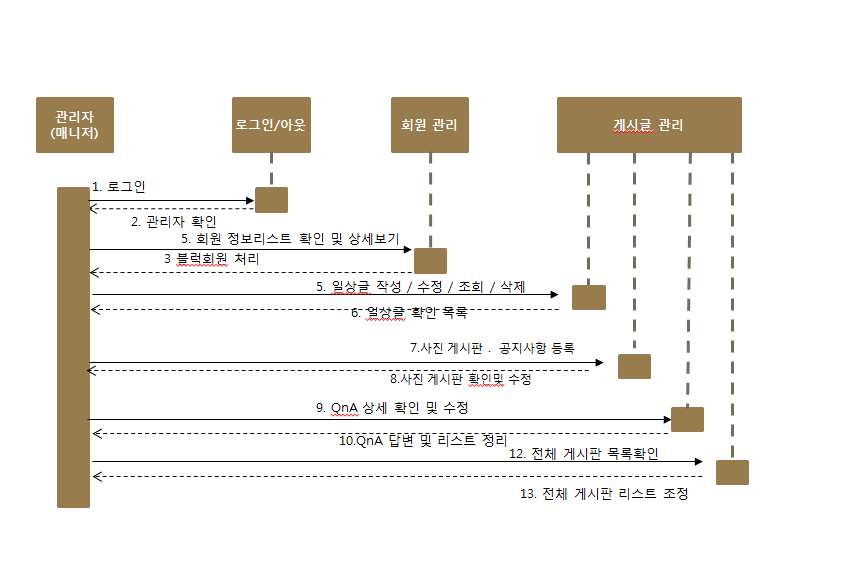 관리자
(매니저)
로그인/아웃
회원 관리
게시글 관리
1. 로그인
2. 관리자 확인
5. 회원 정보리스트 확인 및 상세보기
3 블럭회원 처리
5. 일상글 작성 / 수정 / 조회 / 삭제
6. 일상글 확인 목록
7.사진 게시판 . 공지사항 등록
8.사진 게시판 확인및 수정
9. QnA 상세 확인 및 수정
10.QnA 답변 및 리스트 정리
12. 전체 게시판 목록확인
13. 전체 게시판 리스트 조정